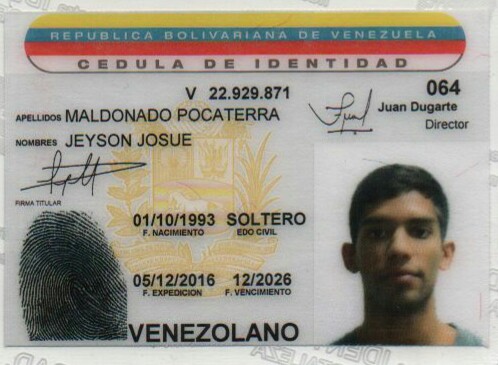 REPUBLICA BOLIVARIANA DE VENEZUELA
CEDULA DE IDENTIDAD
V 22.929.871
064
APELLIDOS MALDONADO POCATERRA
Juan Dugarte
Director
NOMBRES JEYSON JOSUE
FIRMA TITULAR
01/10/1993 SOLTERO
F. NACIMIENTO EDO CIVIL
05/12/2016 12/2026
F. EXPEDICION F. VENCIMIENTO
VENEZOLANO